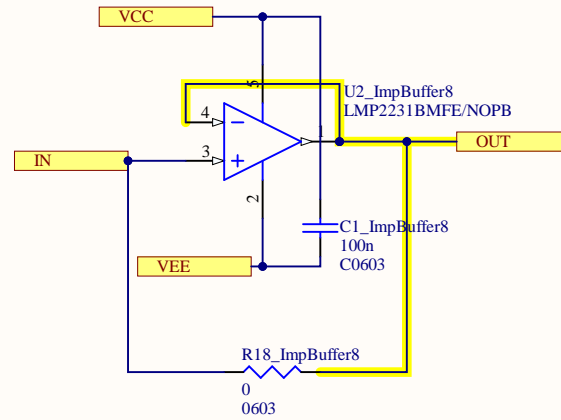 VCC
5
U2_ImpBuffer8
LMP2231BMFE/NOPB
4
1
OUT
3
IN
2
C1_ImpBuffer8
100n
C0603
VEE
R18_ImpBuffer8
0
0603